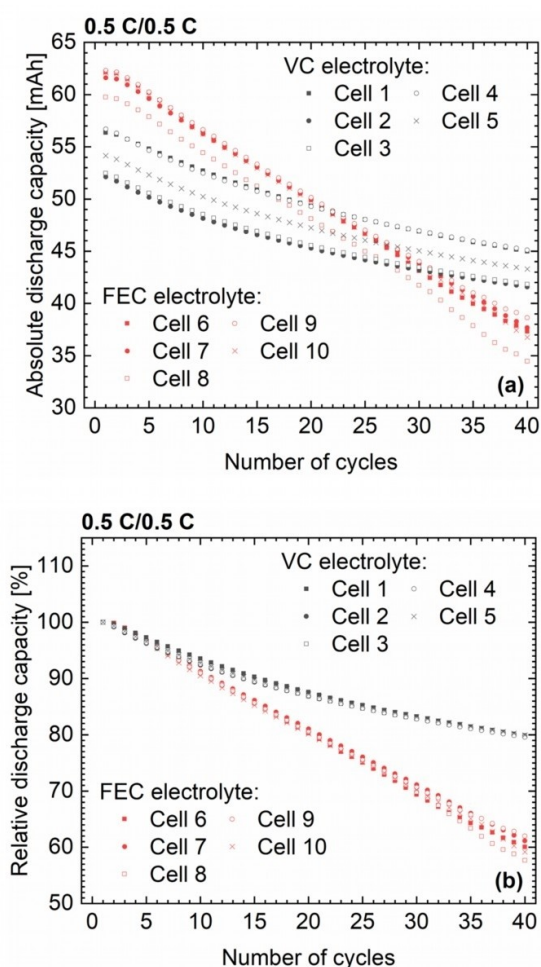 0.5 C/0.5 C
Absolute discharge capacity [mAh]
65
60
55
50
45
40
35
30
VC electrolyte:
Cell 1
Cell 4
Cell 2
Cell 5
Cell 3
FEC electrolyte:
Cell 6
Cell 9
Cell 7
Cell 10
Cell 8
(a)
0 5 10 15 20 25 30 35 40
Number of cycles
0.5 C/0.5 C
Relative discharge capacity [%]
110
100
90
80
70
60
50
VC electrolyte:
Cell 1
Cell 4
Cell 2
Cell 5
Cell 3
FEC electrolyte:
Cell 6
Cell 9
Cell 7
Cell 10
Cell 8
(b)
0 5 10 15 20 25 30 35 40
Number of cycles